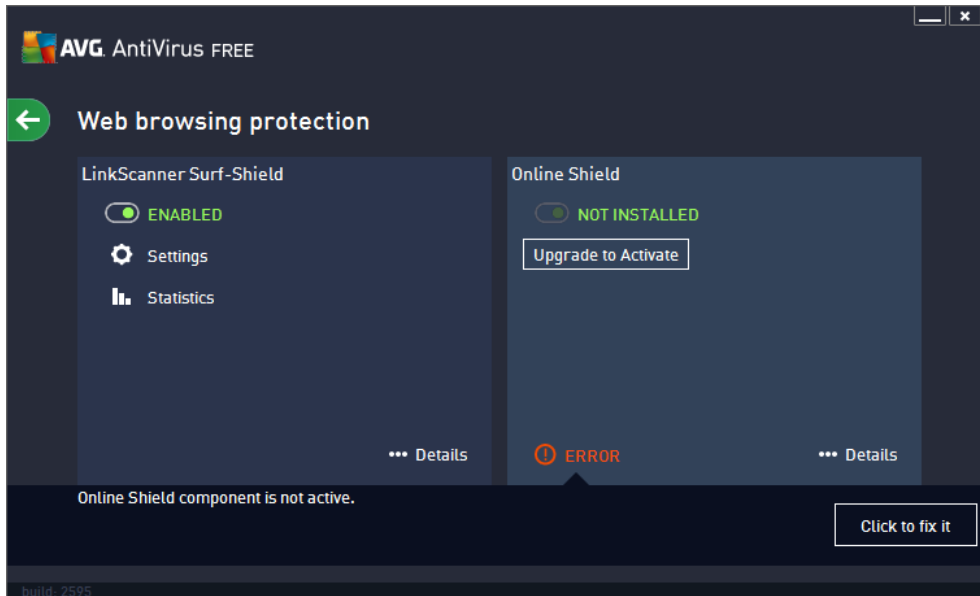 AVG. AntiVirus FREE
Web browsing protection
LinkScanner Surf-Shield
ENABLED
Settings
Statistics
Details
Online Shield
NOT INSTALLED
Upgrade to Activate
ERROR
Details
Online Shield component is not active.
Click to fix it
build- 2595